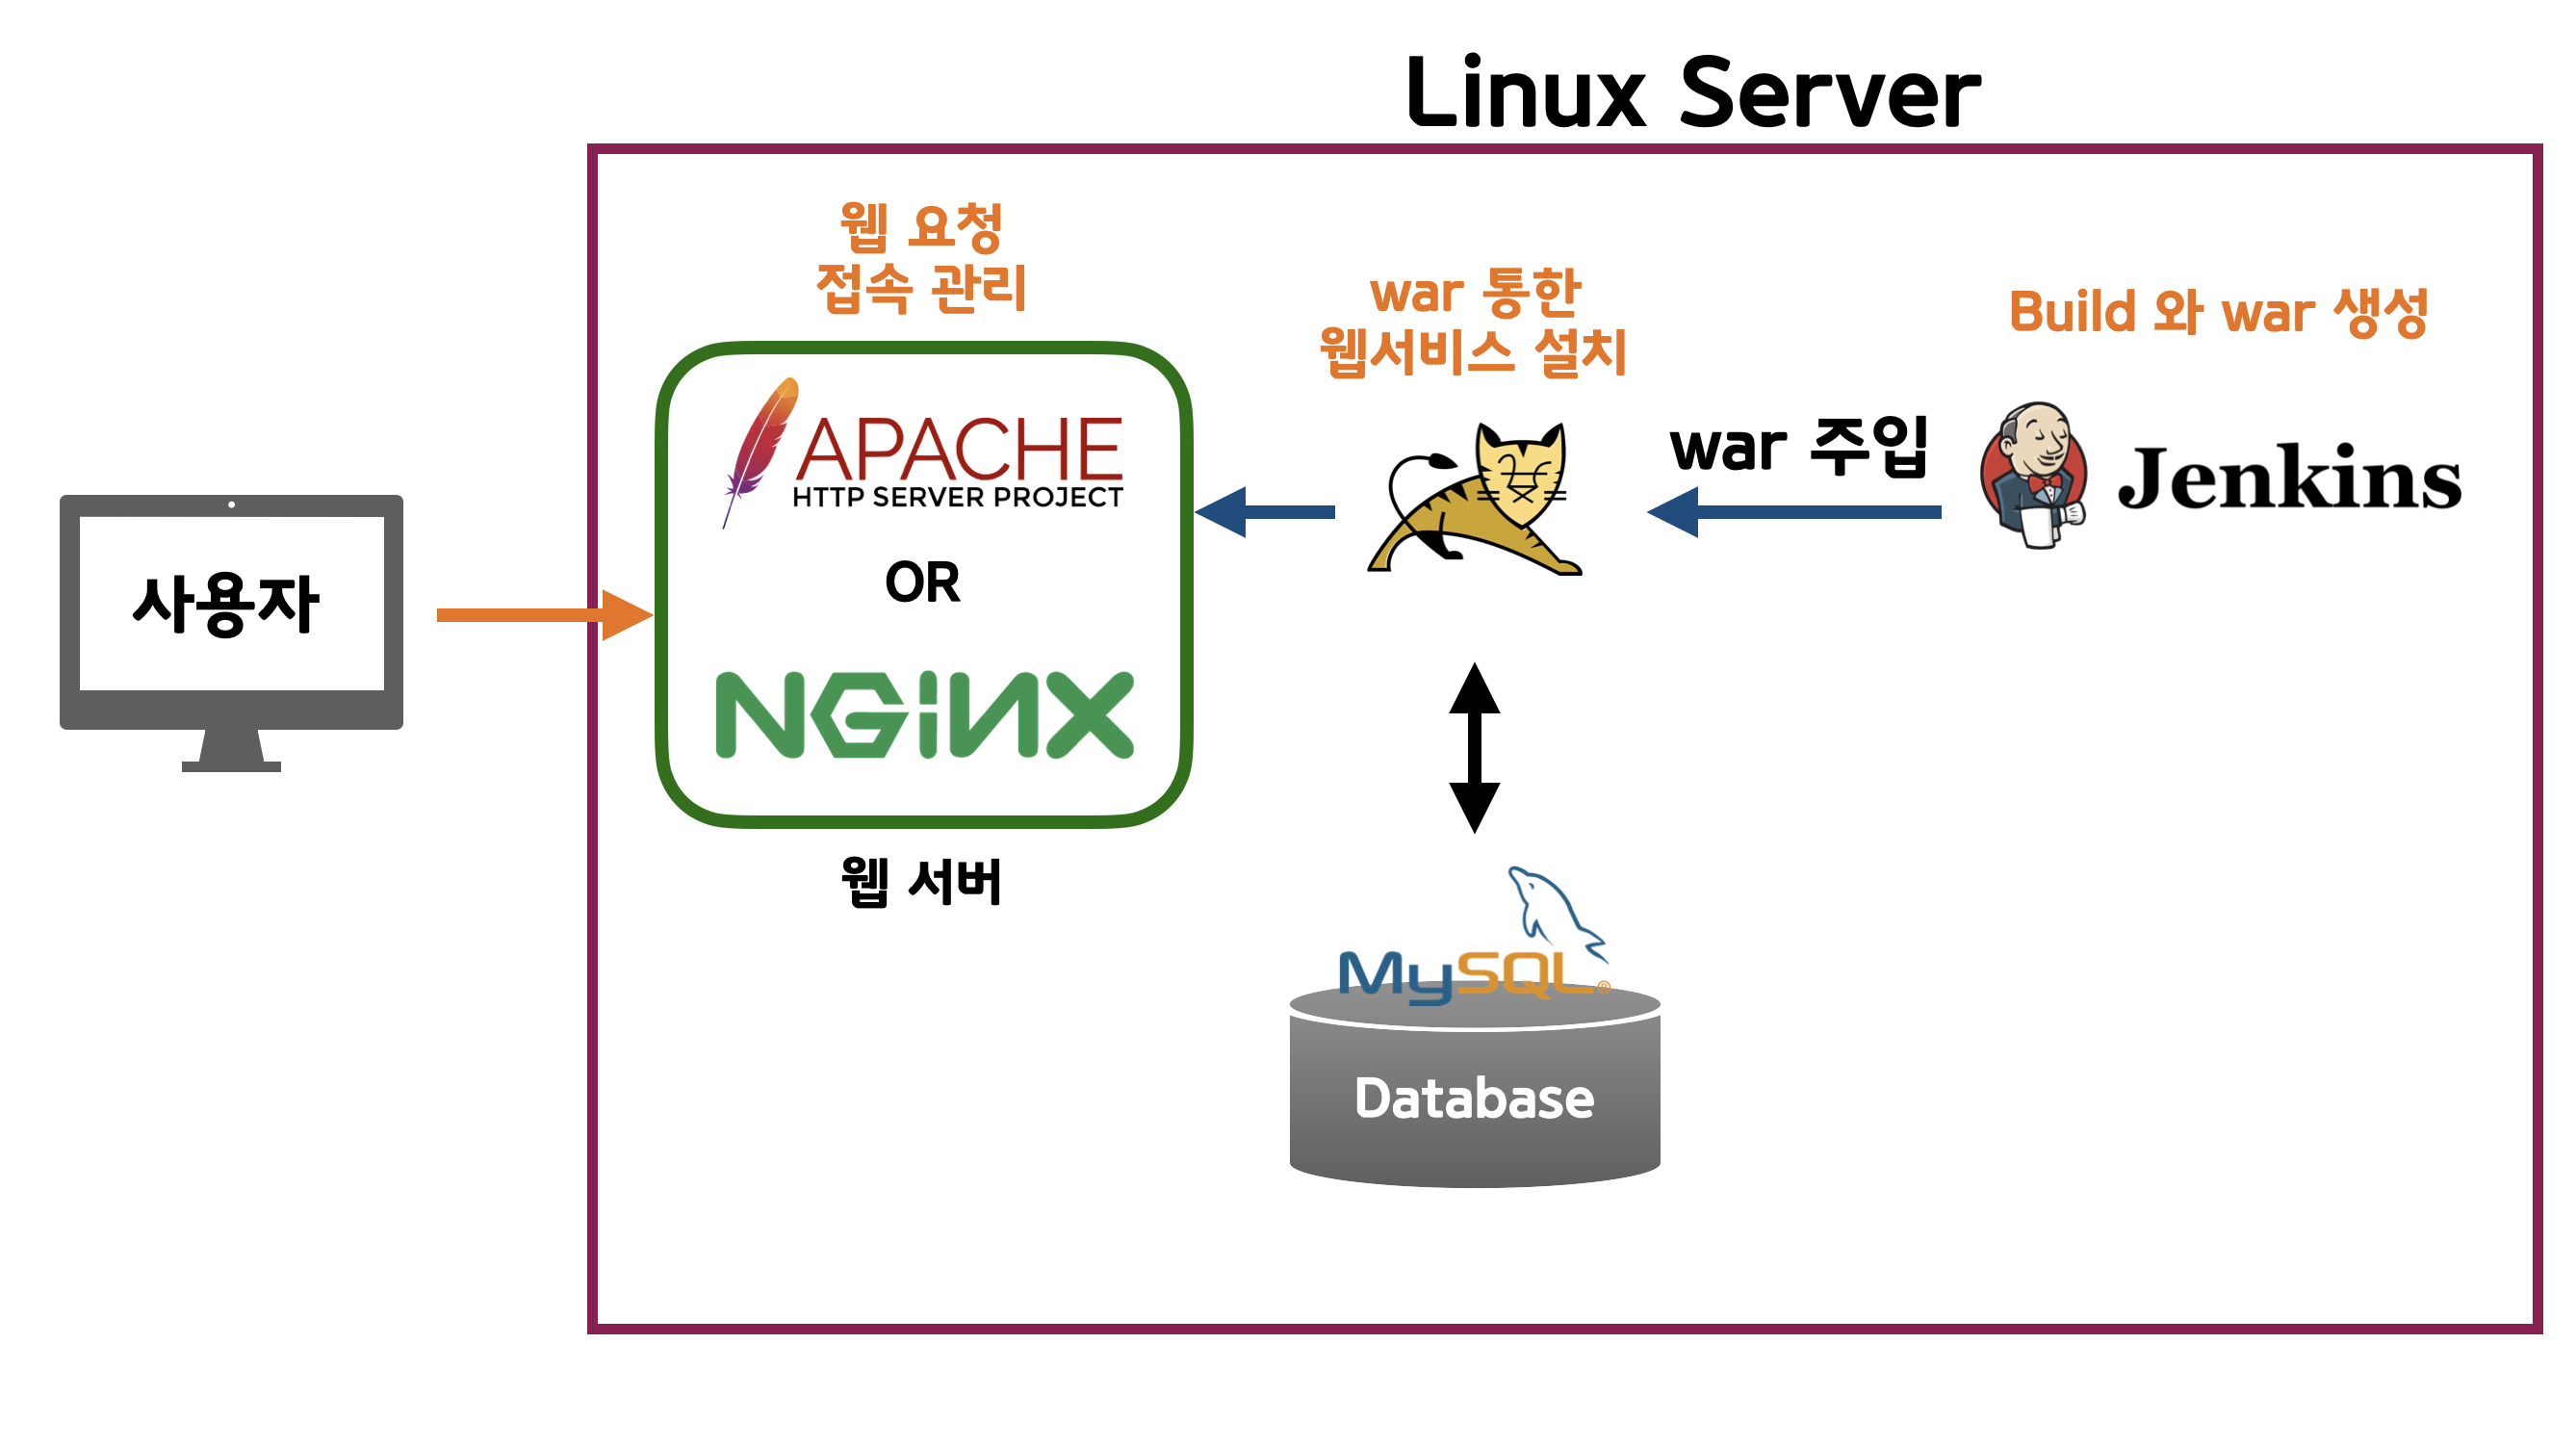 Linux Server
웹 요청
접속 관리
war 통한
웹서비스 설치
Build 와 war 생성
APACHE
HTTP SERVER PROJECT
war 주입
Jenkins
OR
사용자
NGiNX
웹 서버
MySQL®
Database